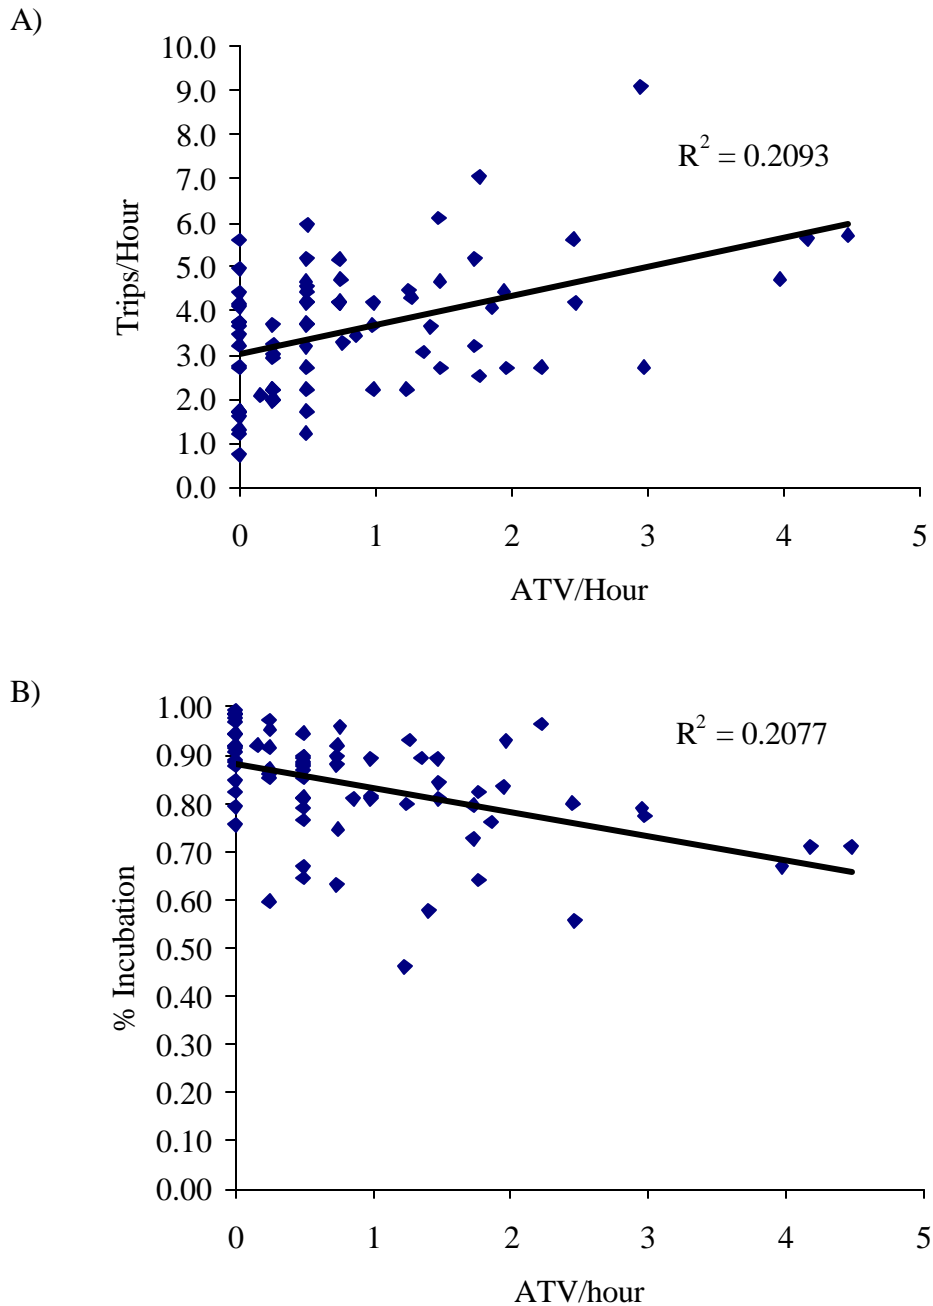 A)
10.0
9.0
8.0
7.0
6.0
5.0
4.0
3.0
2.0
1.0
0.0
Trips/Hour
R² = 0.2093
0 1 2 3 4 5
ATV/Hour
B)
1.00
0.90
0.80
0.70
0.60
0.50
0.40
0.30
0.20
0.10
0.00
% Incubation
R² = 0.2077
0 1 2 3 4 5
ATV/hour